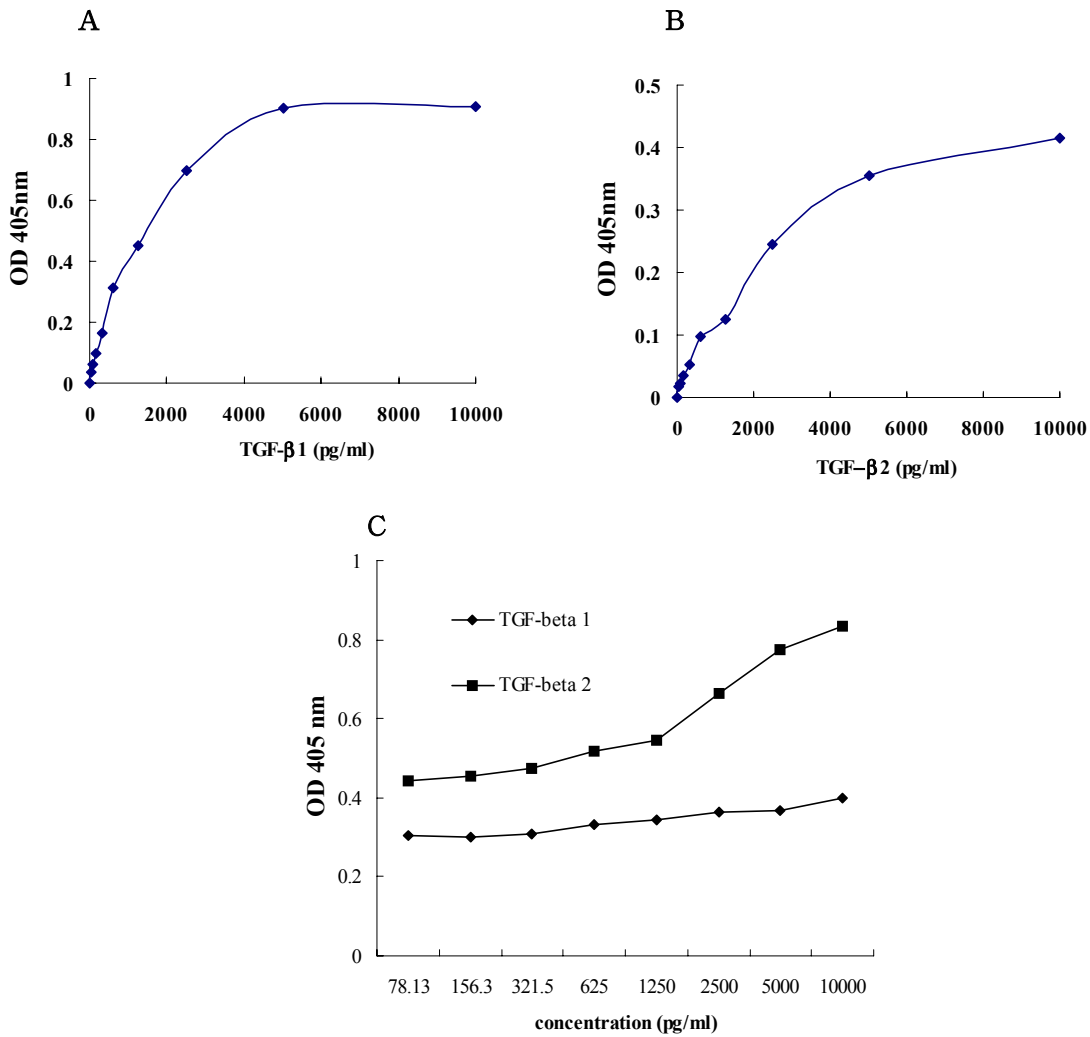 A
1
0.8
0.6
0.4
0.2
0
OD 405nm
0 2000 4000 6000 8000 10000
TGF-β1 (pg/ml)
B
0.5
0.4
0.3
0.2
0.1
0
OD 405nm
0 2000 4000 6000 8000 10000
TGF–β2 (pg/ml)
C
1
0.8
0.6
0.4
0.2
0
OD 405 nm
TGF-beta 1
TGF-beta 2
78.13 156.3 321.5 625 1250 2500 5000 10000
concentration (pg/ml)